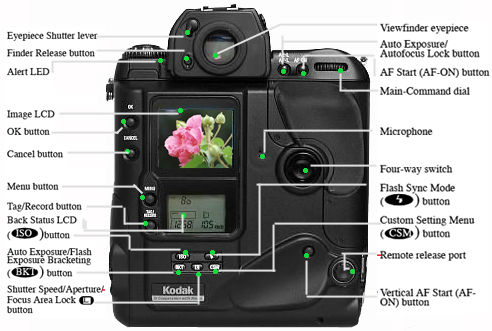 Eyepiece Shutter lever
Finder Release button
Alert LED
Image LCD
OK button
Cancel button
Menu button
Tag/Record button
Back Status LCD
(ISO)button
Auto Exposure/Flash
Exposure Bracketing
(BKT) button
Shutter Speed/Aperture/
Focus Area Lock
button
Viewfinder eyepiece
Auto Exposure/
Autofocus Lock button
AF Start (AF-ON) button
Main-Command dial
Microphone
Four-way switch
Flash Sync Mode
( ) button
Custom Setting Menu
(CSM) button
Remote release port
Vertical AF Start (AF-
ON) button
OK
CANCEL
MENU
TAG/
RECORD
ISO
BKT
CSM
Kodak